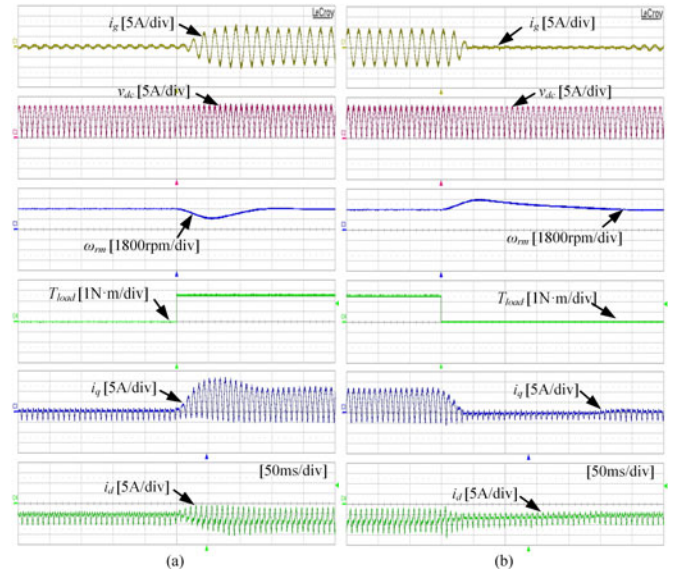 LeCroy
i_g [5A/div]
v_dc [5A/div]
ω_rm [1800rpm/div]
T_load [1N·m/div]
i_q [5A/div]
[50ms/div]
i_d [5A/div]
(a)
LeCroy
i_g [5A/div]
v_dc [5A/div]
ω_rm [1800rpm/div]
T_load [1N·m/div]
i_q [5A/div]
[50ms/div]
i_d [5A/div]
(b)